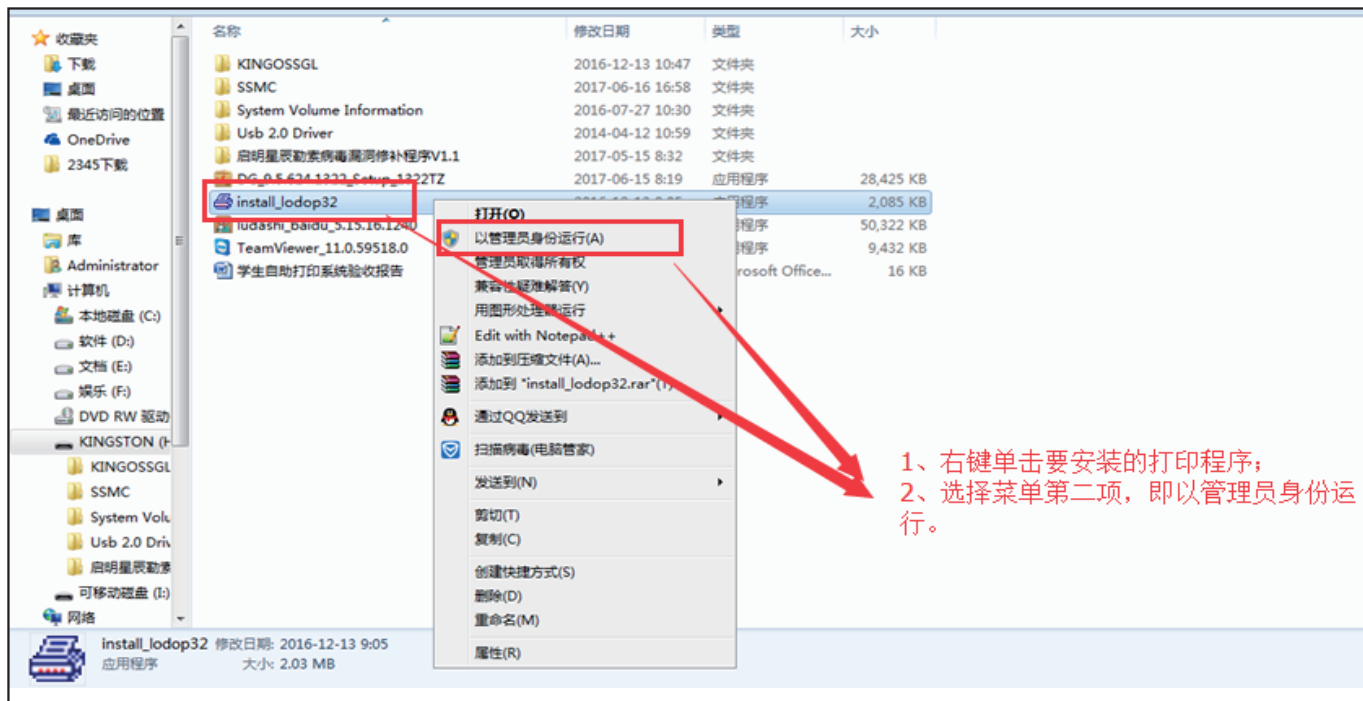 收藏夹
下载
桌面
最近访问的位置
OneDrive
2345下载
桌面
库
Administrator
计算机
本地磁盘 (C:)
软件 (D:)
文档 (E:)
娱乐 (F:)
DVD RW 驱动
KINGSTON (H
KINGOSSGL
SSMC
System Volu
Usb 2.0 Driv
启明星辰勒索
可移动磁盘 (I:)
网络
名称 修改日期 类型 大小
KINGOSSGL 2016-12-13 10:47 文件夹
SSMC 2017-06-16 16:58 文件夹
System Volume Information 2016-07-27 10:30 文件夹
Usb 2.0 Driver 2014-04-12 10:59 文件夹
启明星辰勒索病毒漏洞修补程序V1.1 2017-05-15 8:32 文件夹
DG_9.5.624.1322_Setup_1322TZ 2017-06-15 8:19 应用程序 28,425 KB
install_lodop32 2,085 KB
ludashi_baidu_5.15.16.1240 程序 50,322 KB
TeamViewer_11.0.59518.0 程序 9,432 KB
学生自助打印系统验收报告 rosoft Office... 16 KB
打开(O)
以管理员身份运行(A)
管理员取得所有权
兼容性疑难解答(Y)
用图形处理器运行
Edit with Notepad++
添加到压缩文件(A)...
添加到 "install_lodop32.rar"(T)
通过QQ发送到
扫描病毒(电脑管家)
发送到(N)
剪切(T)
复制(C)
创建快捷方式(S)
删除(D)
重命名(M)
属性(R)
1、右键单击要安装的打印程序；
2、选择菜单第二项，即以管理员身份运
行。
install_lodop32 修改日期: 2016-12-13 9:05
应用程序 大小: 2.03 MB